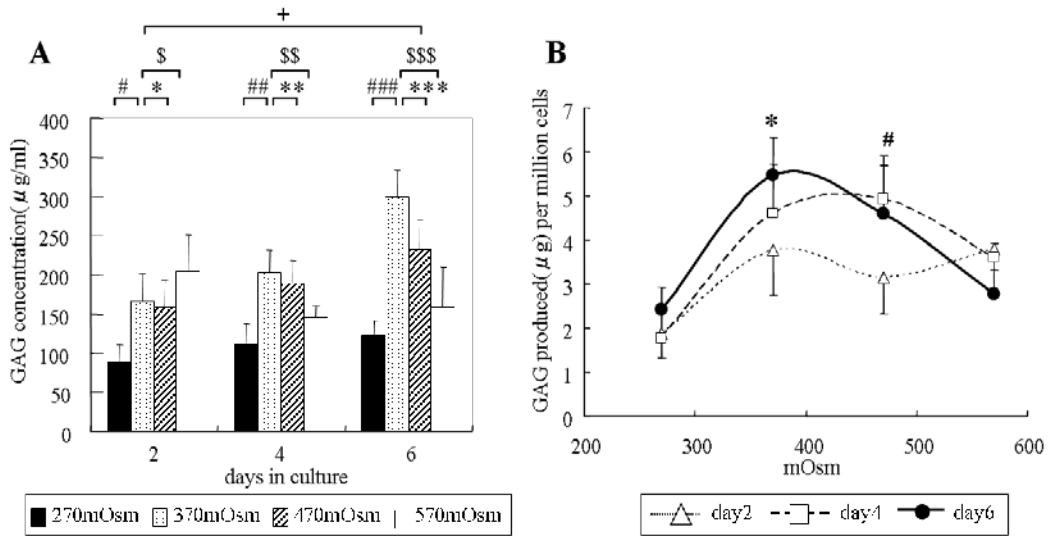 +
A
$
$$
$$$
B
#
*
##
**
###
***
GAG concentration(μg/ml)
400
350
300
250
200
150
100
50
0
2
4
6
days in culture
270mOsm
370mOsm
470mOsm
570mOsm
GAG produced(μg) per million cells
7
6
5
4
3
2
1
0
*
#
200
300
400
500
600
mOsm
day2
day4
day6